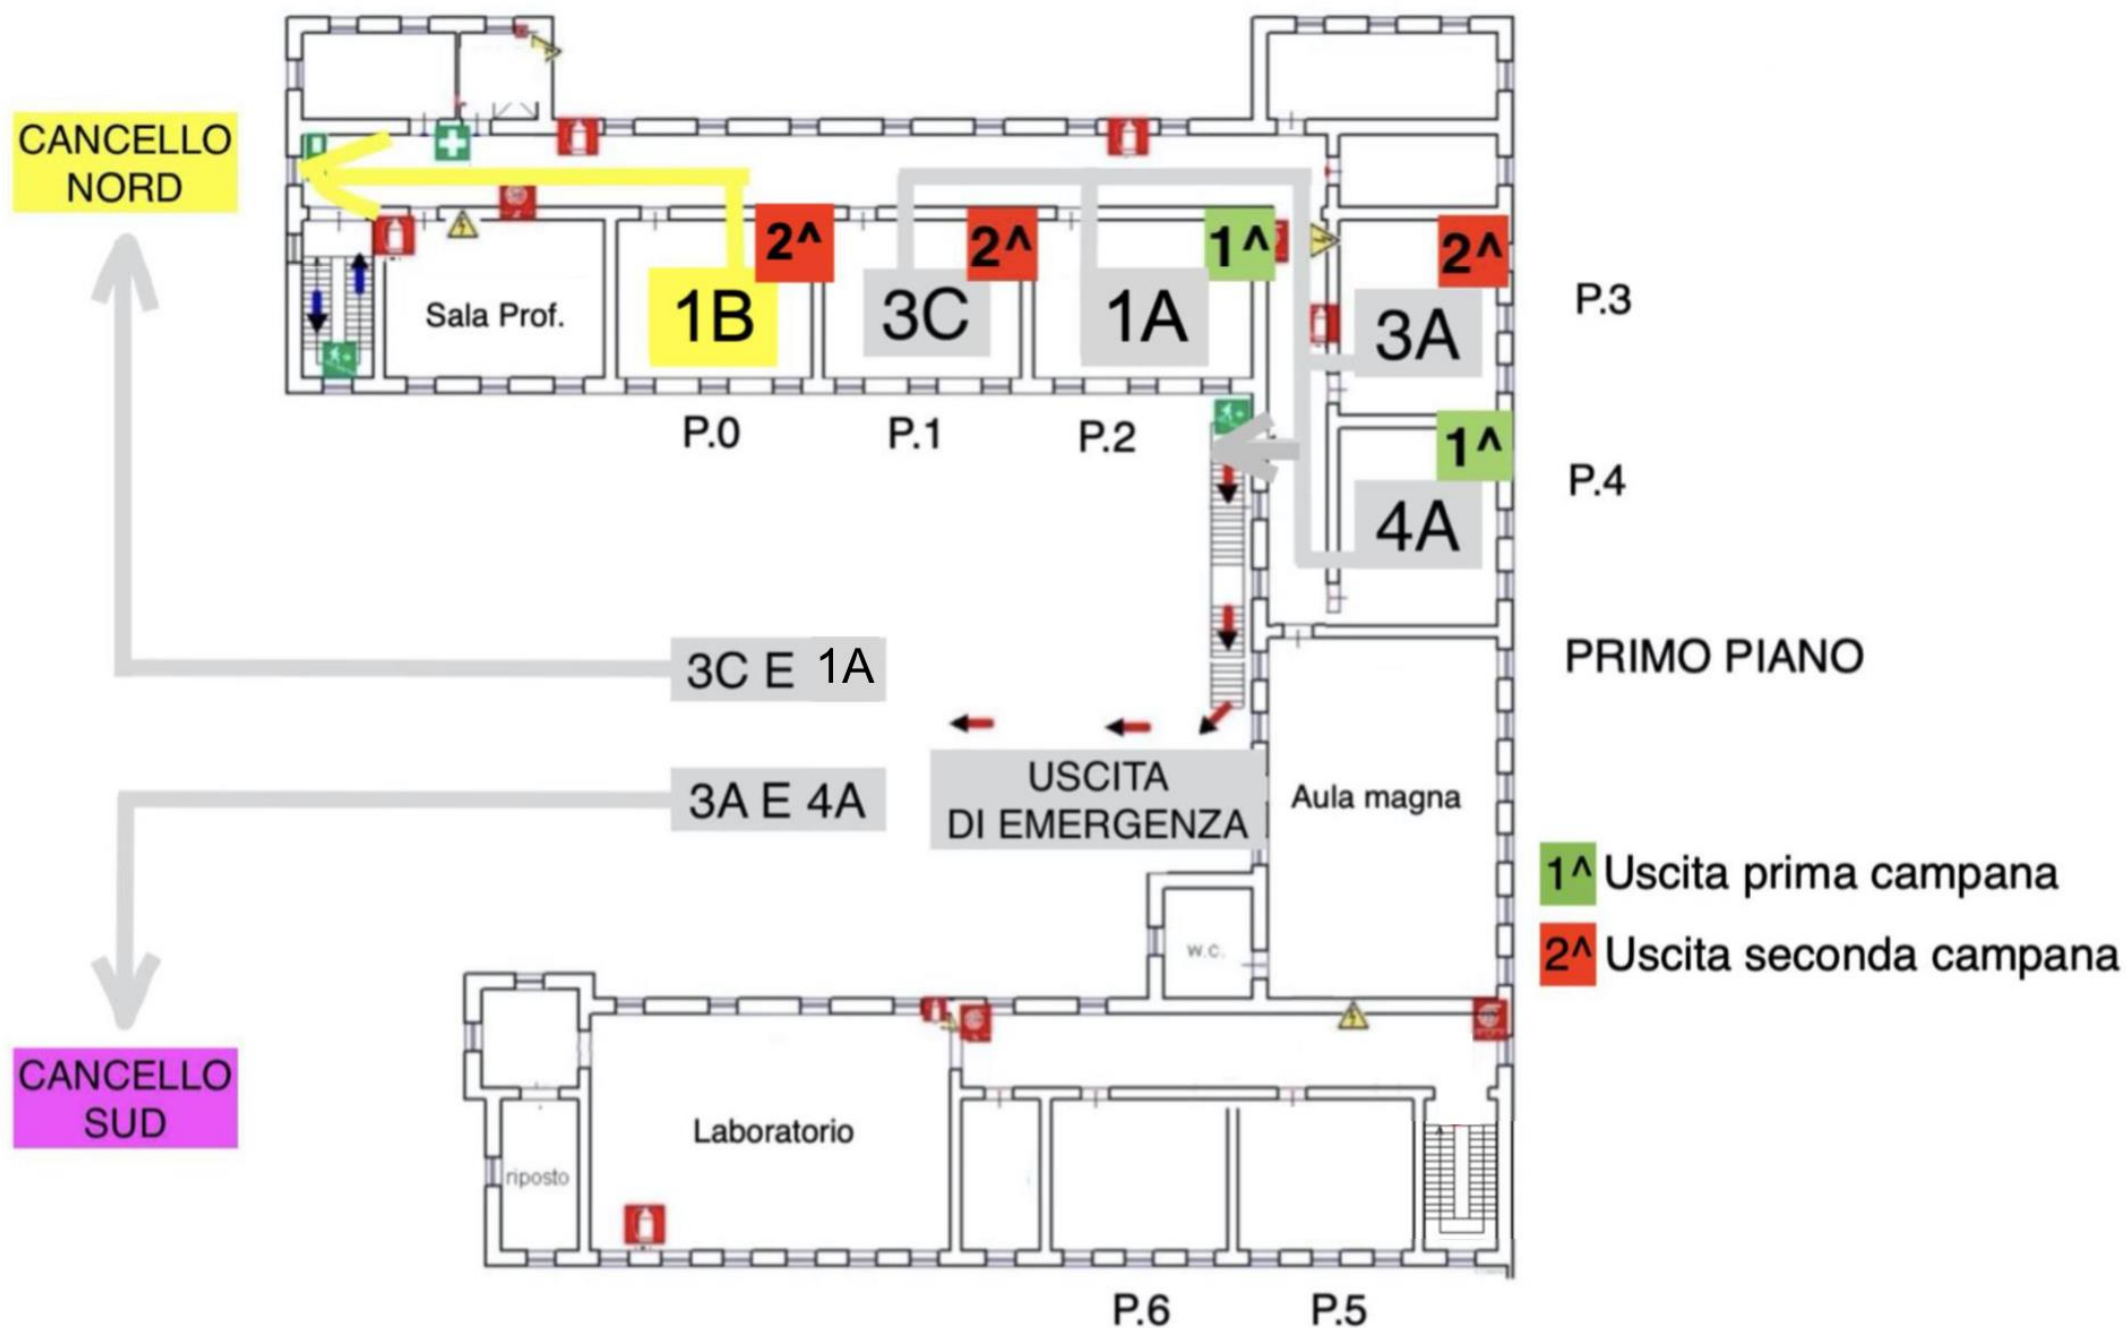 CANCELLO
NORD
2^
2^
1^
2^
Sala Prof.
1B
3C
1A
3A
P.3
P.0
P.1
P.2
1^
4A
P.4
3C E 1A
PRIMO PIANO
3A E 4A
USCITA
DI EMERGENZA
Aula magna
1^ Uscita prima campana
2^ Uscita seconda campana
w.c.
CANCELLO
SUD
Laboratorio
riposto
P.6
P.5